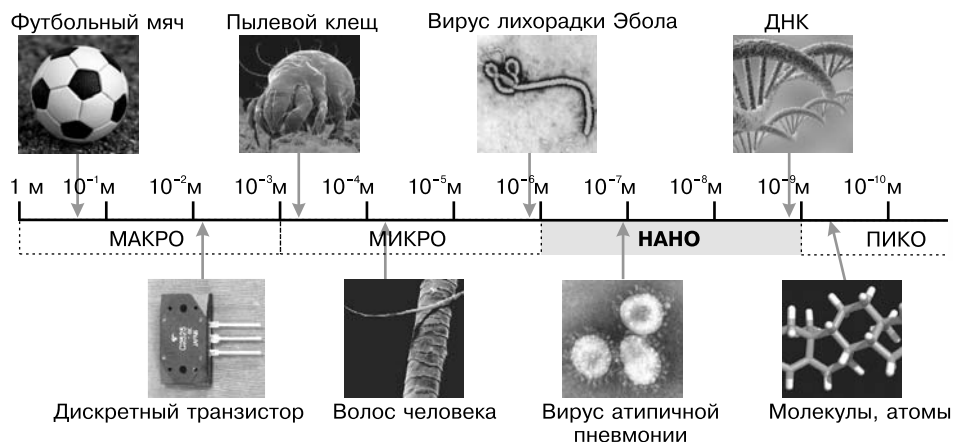 Футбольный мяч
Пылевой клещ
Вирус лихорадки Эбола
ДНК
1 м 10⁻¹м 10⁻²м 10⁻³м 10⁻⁴м 10⁻⁵м 10⁻⁶м 10⁻⁷м 10⁻⁸м 10⁻⁹м 10⁻¹⁰м
МАКРО МИКРО НАНО ПИКО
Дискретный транзистор
Волос человека
Вирус атипичной
пневмонии
Молекулы, атомы